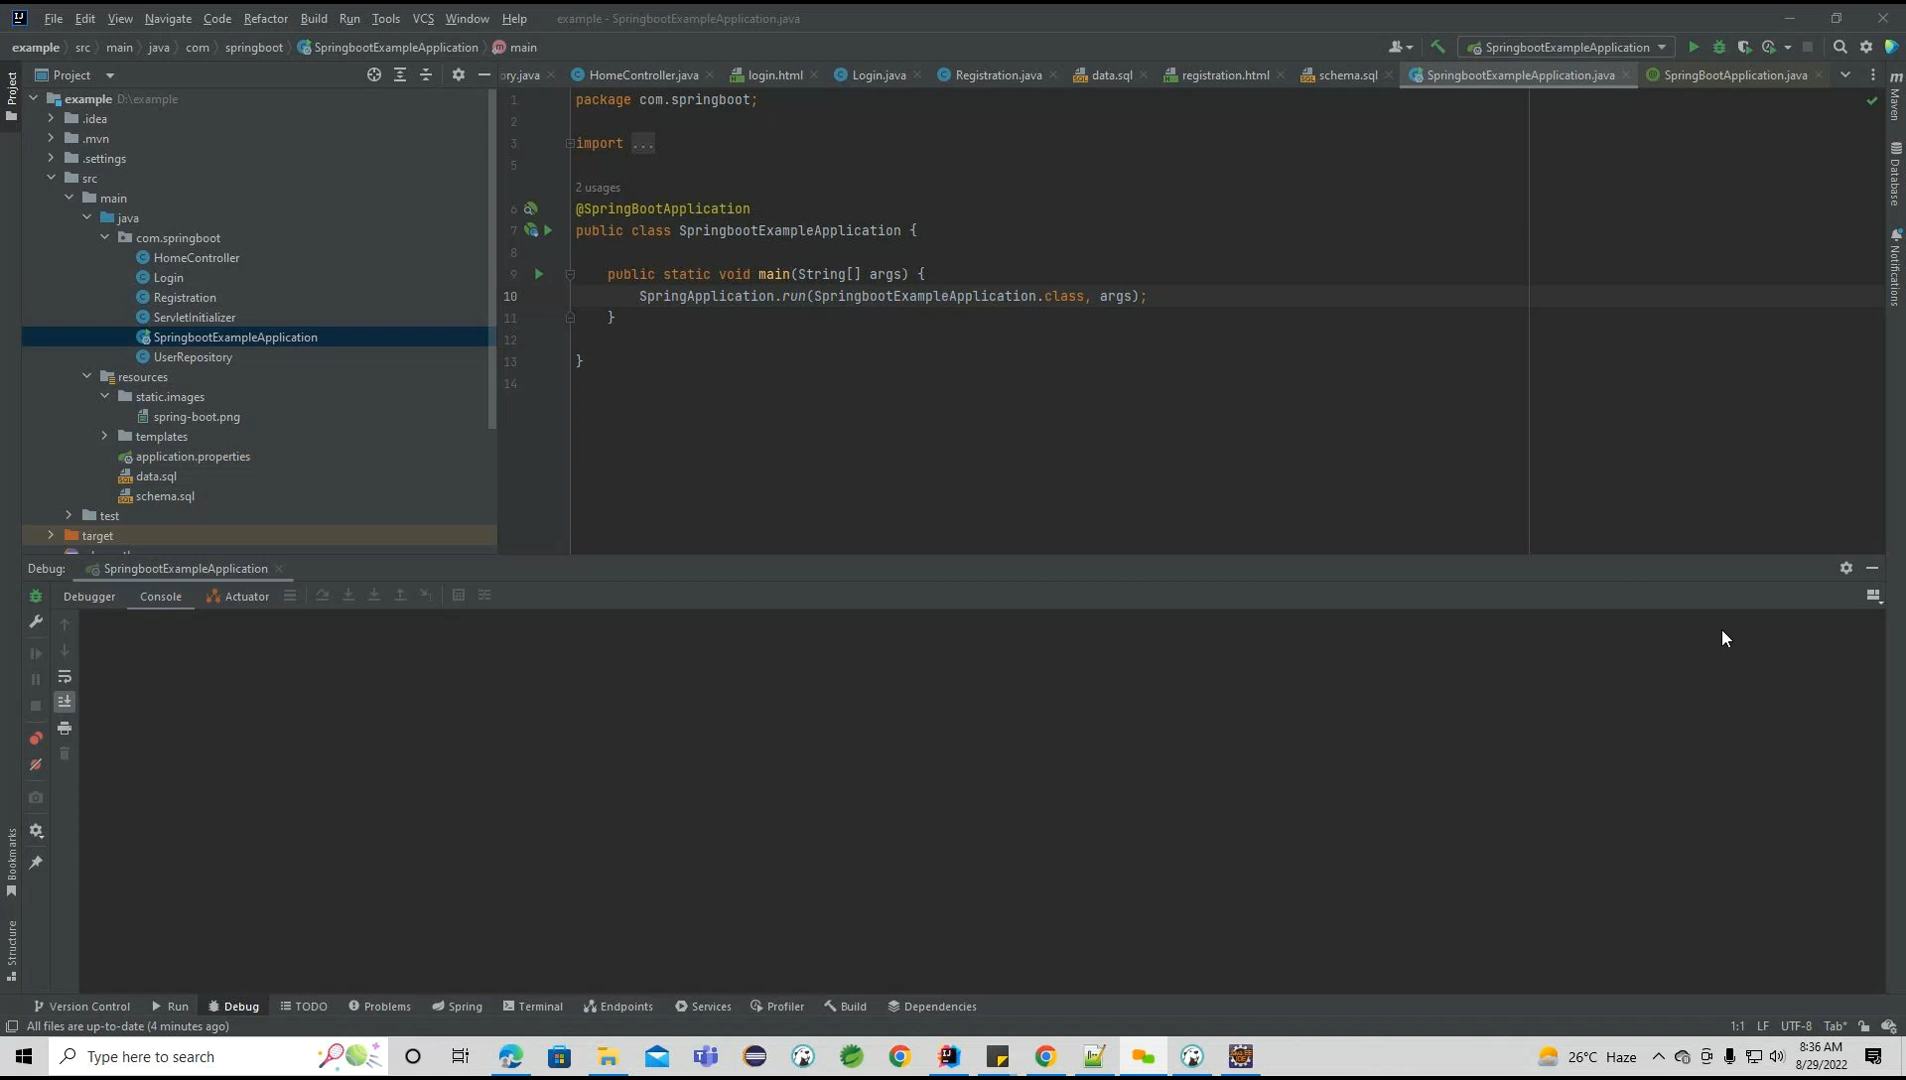 File Edit View Navigate Code Refactor Build Run Tools VCS Window Help example - SpringbootExampleApplication.java
example src main java com springboot SpringbootExampleApplication main SpringbootExampleApplication
Project ory.java HomeController.java login.html Login.java Registration.java data.sql registration.html schema.sql SpringbootExampleApplication.java SpringBootApplication.java
Project
Bookmarks
Structure
Maven
Database
Notifications
example D:\example
.idea
.mvn
.settings
src
main
java
com.springboot
HomeController
Login
Registration
ServletInitializer
SpringbootExampleApplication
UserRepository
resources
static.images
spring-boot.png
templates
application.properties
data.sql
schema.sql
test
target
1 package com.springboot;
2
3 import ...
5
2 usages
6 @SpringBootApplication
7 public class SpringbootExampleApplication {
8
9 public static void main(String[] args) {
10 SpringApplication.run(SpringbootExampleApplication.class, args);
11 }
12
13 }
14
Debug: SpringbootExampleApplication
Debugger Console Actuator
Version Control Run Debug TODO Problems Spring Terminal Endpoints Services Profiler Build Dependencies
All files are up-to-date (4 minutes ago) 1:1 LF UTF-8 Tab*
Type here to search 26°C Haze 8:36 AM
8/29/2022